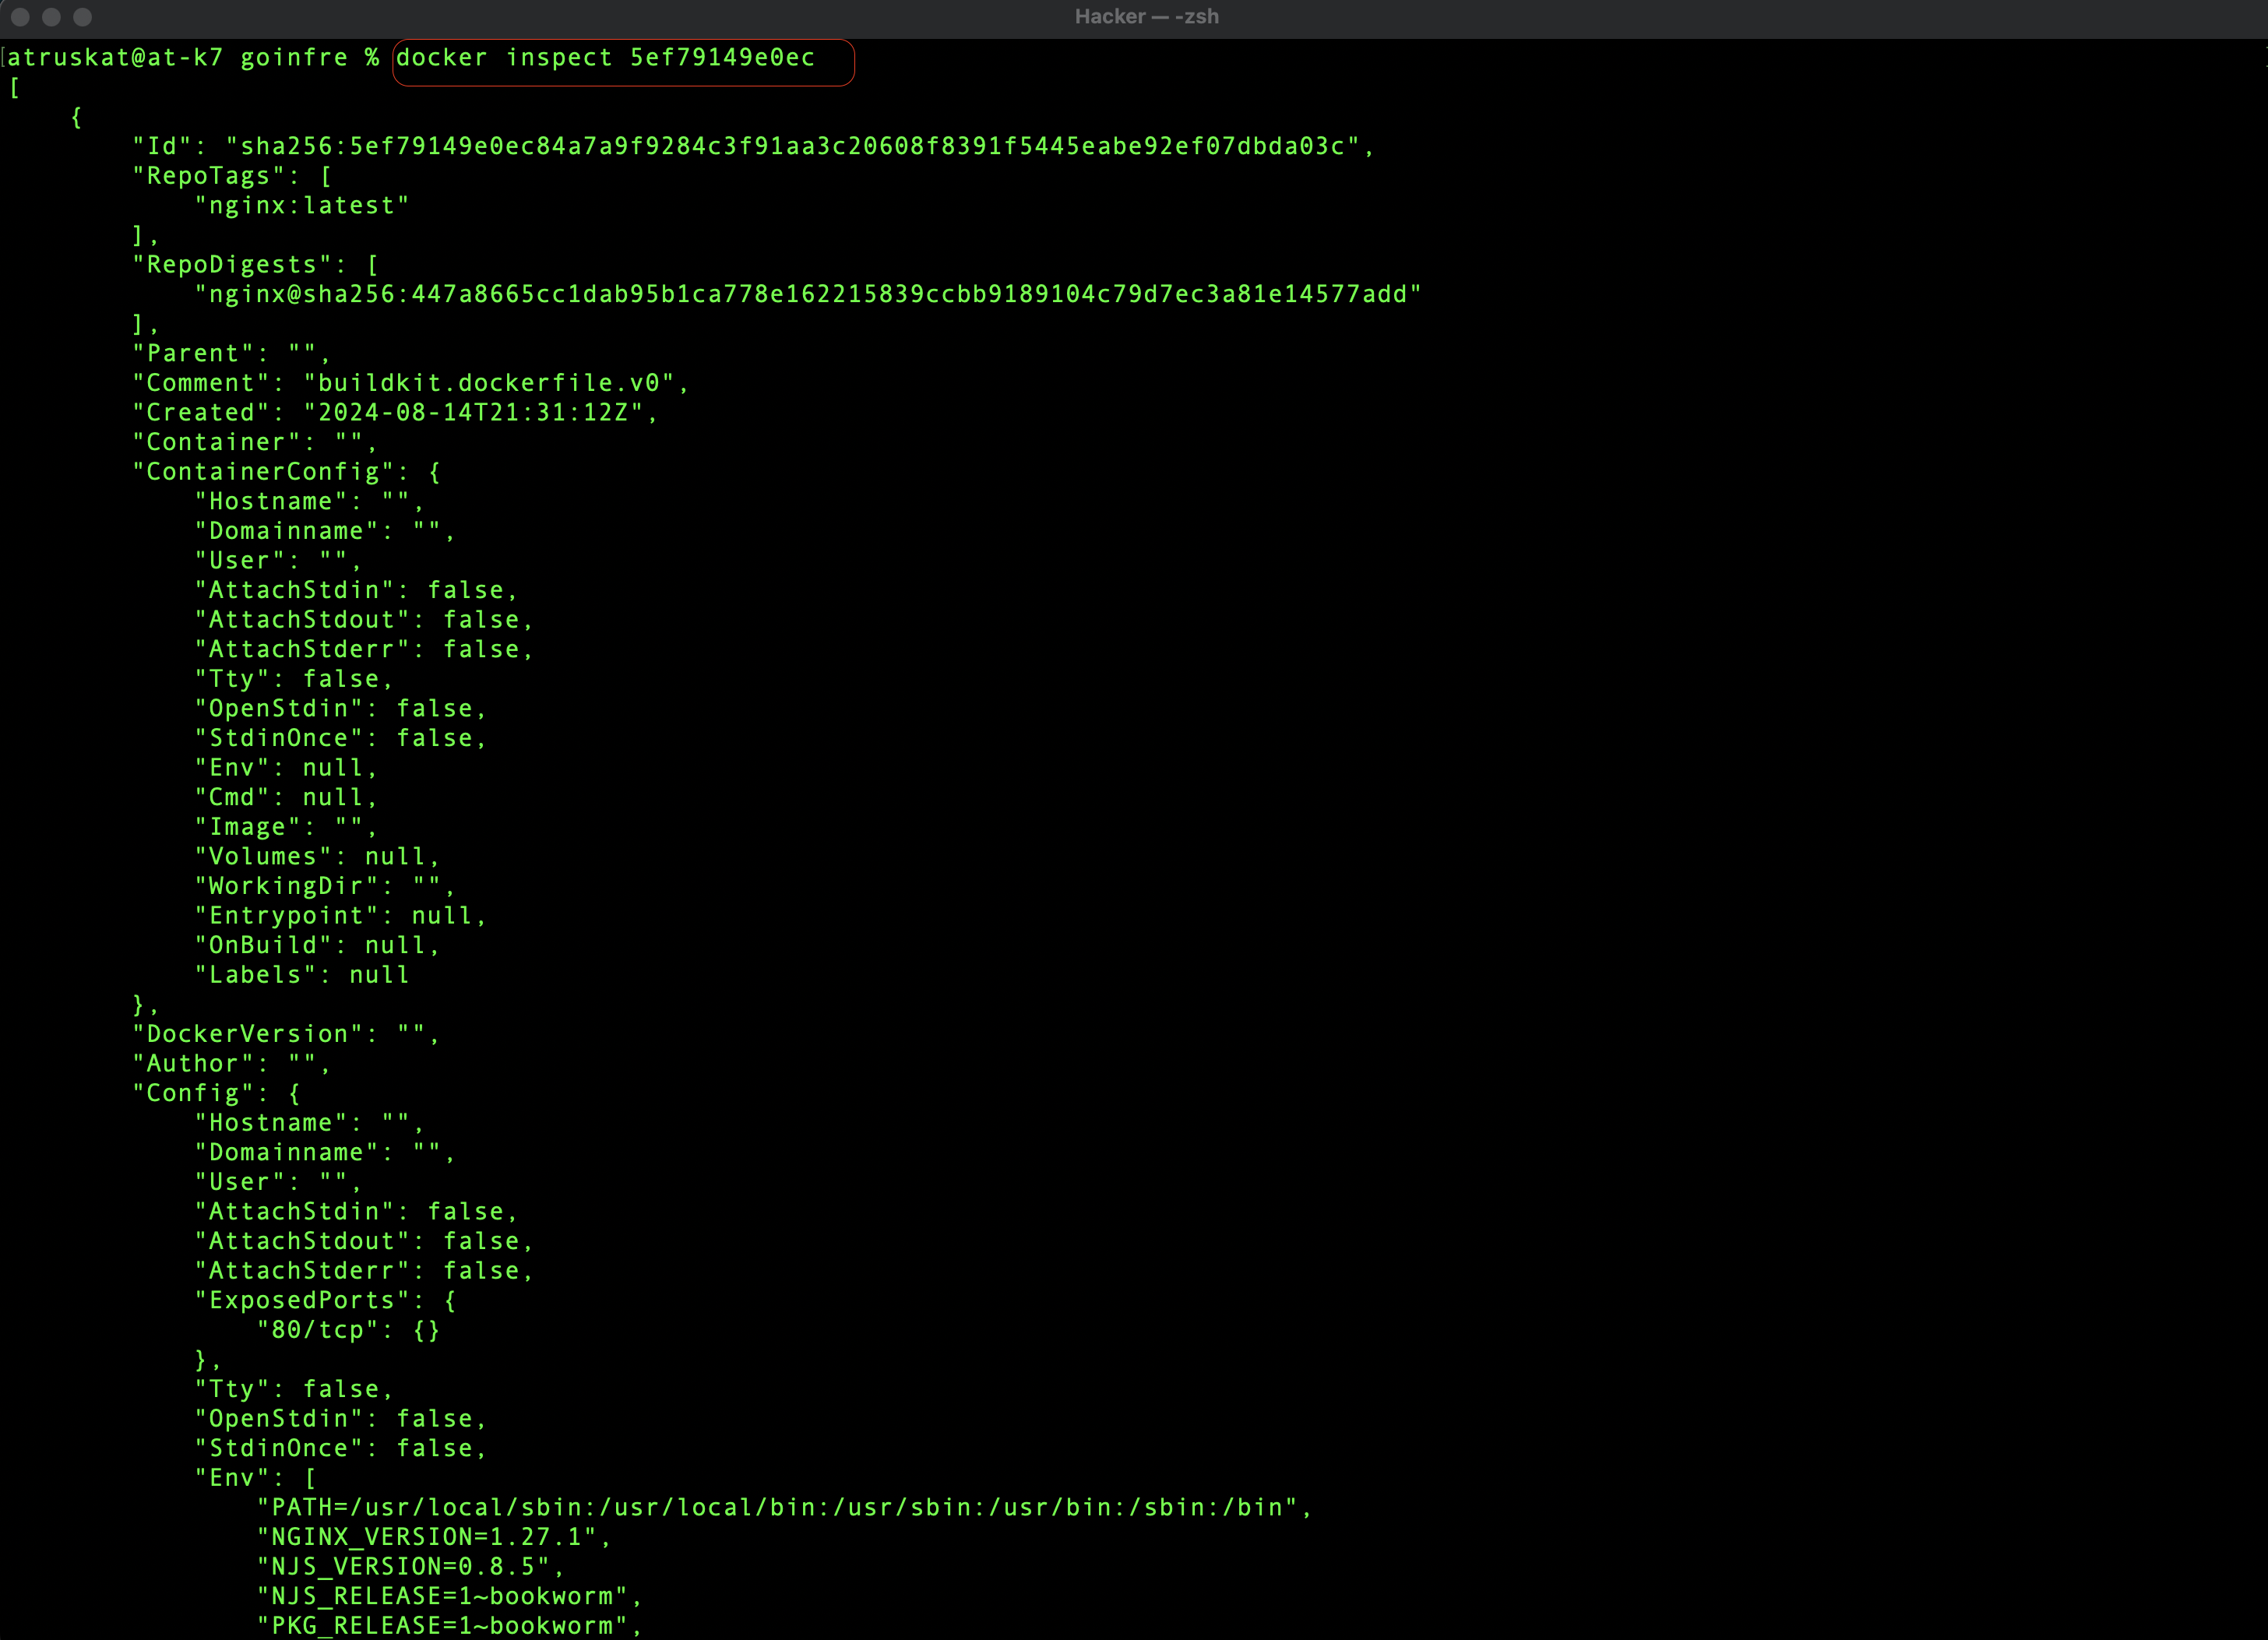 Hacker — -zsh
atruskat@at-k7 goinfre % docker inspect 5ef79149e0ec
[
    {
        "Id": "sha256:5ef79149e0ec84a7a9f9284c3f91aa3c20608f8391f5445eabe92ef07dbda03c",
        "RepoTags": [
            "nginx:latest"
        ],
        "RepoDigests": [
            "nginx@sha256:447a8665cc1dab95b1ca778e162215839ccbb9189104c79d7ec3a81e14577add"
        ],
        "Parent": "",
        "Comment": "buildkit.dockerfile.v0",
        "Created": "2024-08-14T21:31:12Z",
        "Container": "",
        "ContainerConfig": {
            "Hostname": "",
            "Domainname": "",
            "User": "",
            "AttachStdin": false,
            "AttachStdout": false,
            "AttachStderr": false,
            "Tty": false,
            "OpenStdin": false,
            "StdinOnce": false,
            "Env": null,
            "Cmd": null,
            "Image": "",
            "Volumes": null,
            "WorkingDir": "",
            "Entrypoint": null,
            "OnBuild": null,
            "Labels": null
        },
        "DockerVersion": "",
        "Author": "",
        "Config": {
            "Hostname": "",
            "Domainname": "",
            "User": "",
            "AttachStdin": false,
            "AttachStdout": false,
            "AttachStderr": false,
            "ExposedPorts": {
                "80/tcp": {}
            },
            "Tty": false,
            "OpenStdin": false,
            "StdinOnce": false,
            "Env": [
                "PATH=/usr/local/sbin:/usr/local/bin:/usr/sbin:/usr/bin:/sbin:/bin",
                "NGINX_VERSION=1.27.1",
                "NJS_VERSION=0.8.5",
                "NJS_RELEASE=1~bookworm",
                "PKG_RELEASE=1~bookworm",